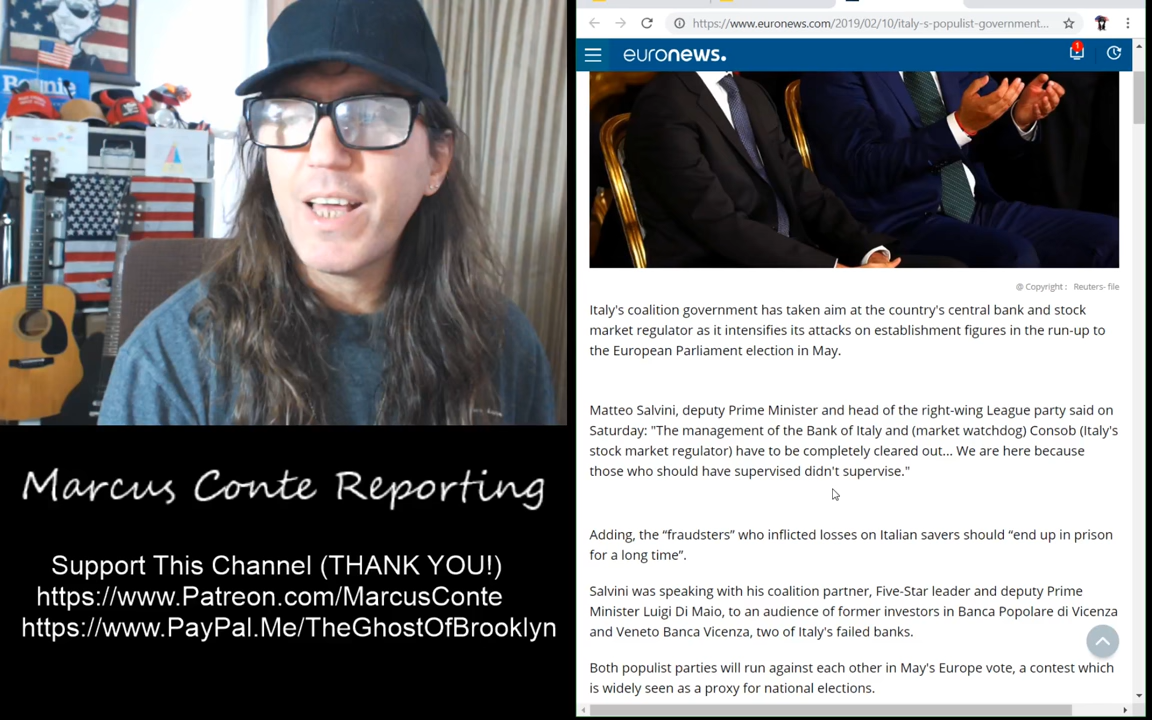 https://www.euronews.com/2019/02/10/italy-s-populist-government...
euronews.
1
@ Copyright : Reuters- file
Italy's coalition government has taken aim at the country's central bank and stock
market regulator as it intensifies its attacks on establishment figures in the run-up to
the European Parliament election in May.
Matteo Salvini, deputy Prime Minister and head of the right-wing League party said on
Saturday: "The management of the Bank of Italy and (market watchdog) Consob (Italy's
stock market regulator) have to be completely cleared out... We are here because
those who should have supervised didn't supervise."
Adding, the “fraudsters” who inflicted losses on Italian savers should “end up in prison
for a long time”.
Salvini was speaking with his coalition partner, Five-Star leader and deputy Prime
Minister Luigi Di Maio, to an audience of former investors in Banca Popolare di Vicenza
and Veneto Banca Vicenza, two of Italy's failed banks.
Both populist parties will run against each other in May's Europe vote, a contest which
is widely seen as a proxy for national elections.
Marcus Conte Reporting
Support This Channel (THANK YOU!)
https://www.Patreon.com/MarcusConte
https://www.PayPal.Me/TheGhostOfBrooklyn